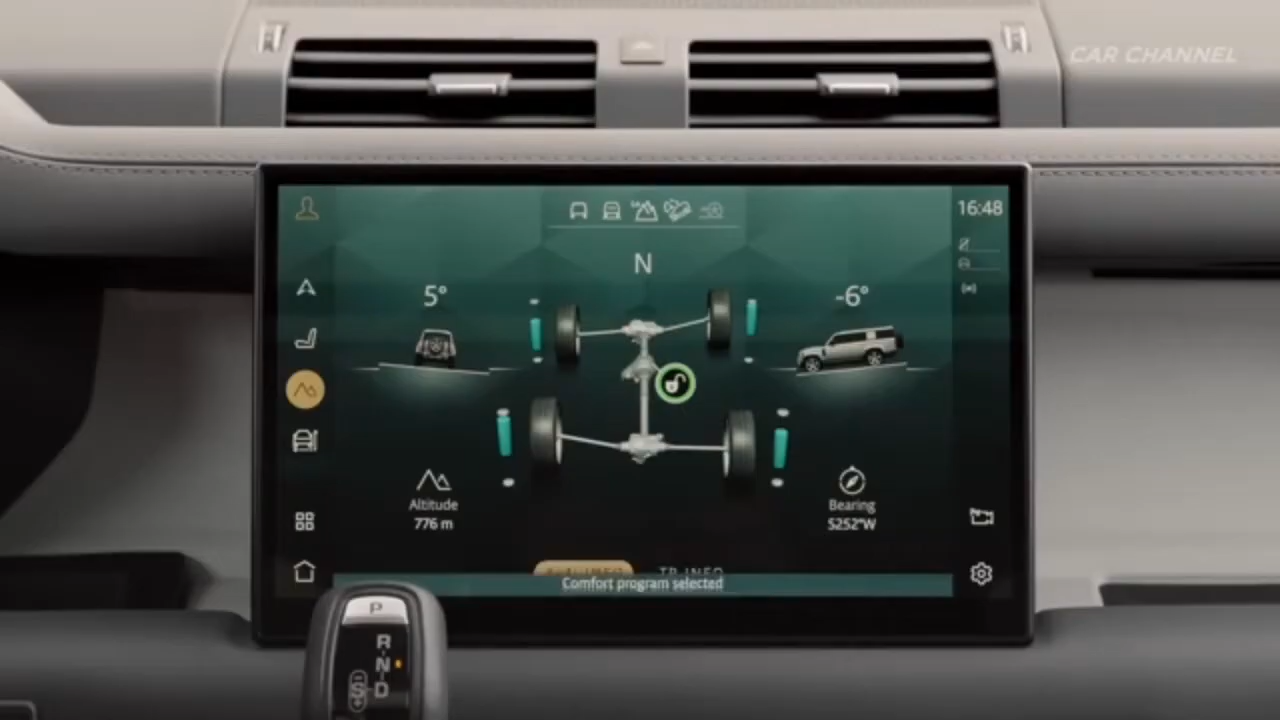 CAR CHANNEL
16:48
N
5°
-6°
Altitude
776 m
Bearing
S252°W
Comfort program selected
P
R
N
S D